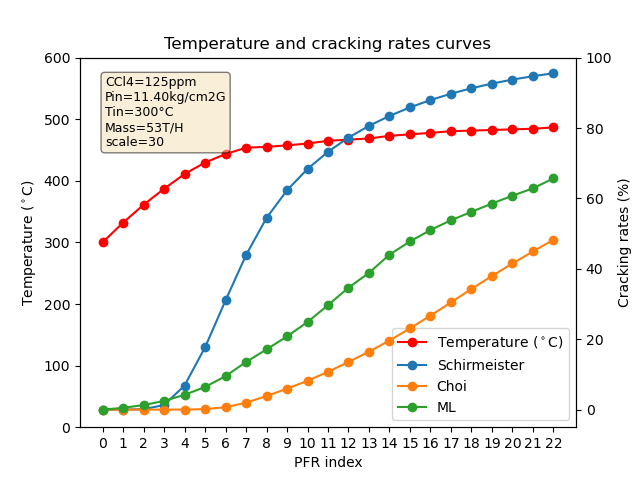 Temperature and cracking rates curves
CCl4=125ppm
Pin=11.40kg/cm2G
Tin=300°C
Mass=53T/H
scale=30
Temperature (°C)
600
500
400
300
200
100
0
Cracking rates (%)
100
80
60
40
20
0
Temperature (°C)
Schirmeister
Choi
ML
0 1 2 3 4 5 6 7 8 9 10 11 12 13 14 15 16 17 18 19 20 21 22
PFR index